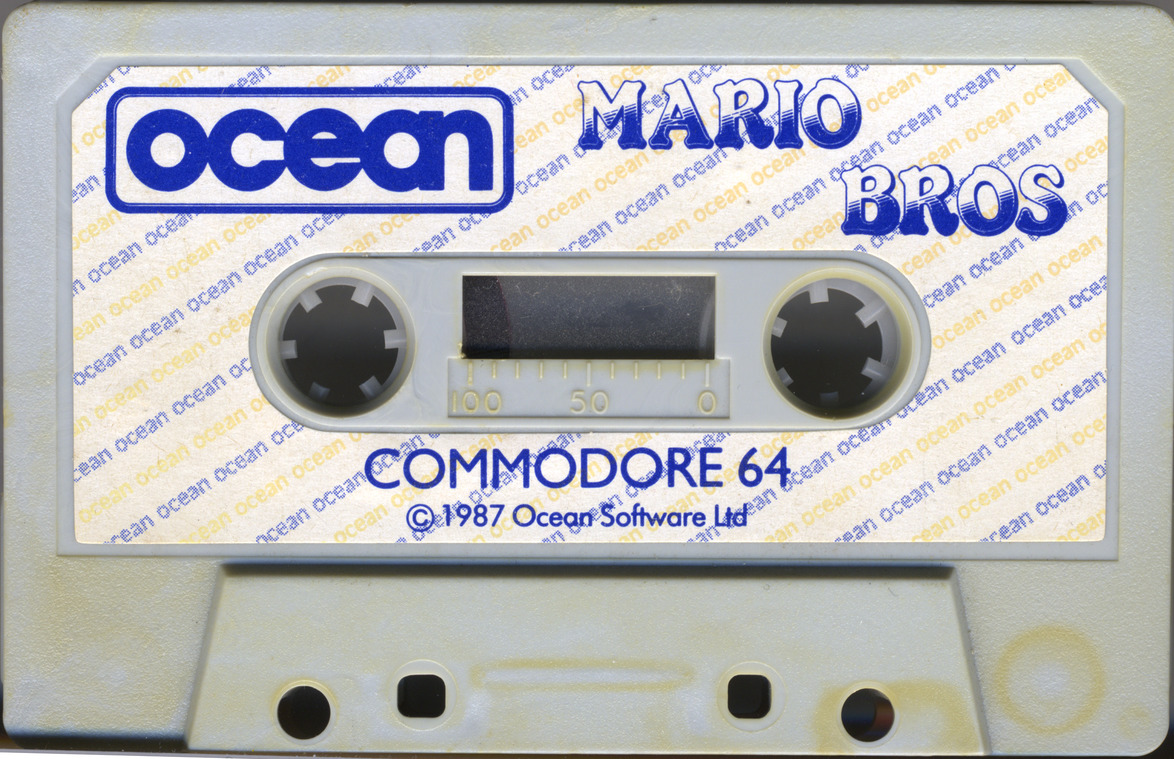 ocean
MARIO
BROS
100 50 0
COMMODORE 64
© 1987 Ocean Software Ltd